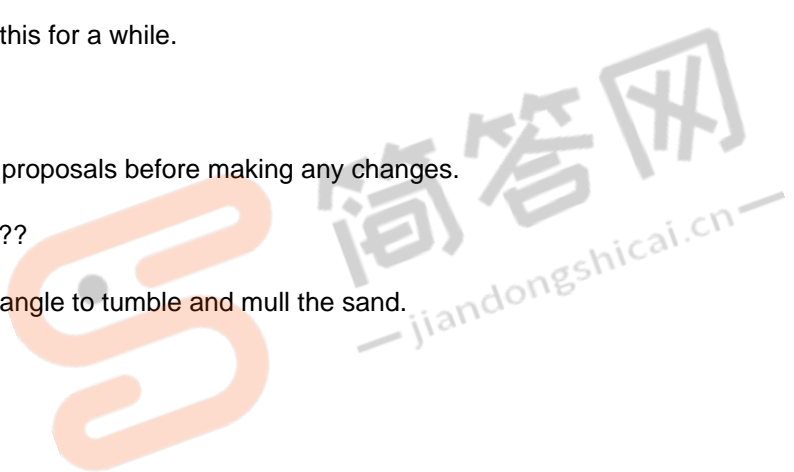 this for a while.
简答网
proposals before making any changes.
??
jiandongshicai.cn
angle to tumble and mull the sand.